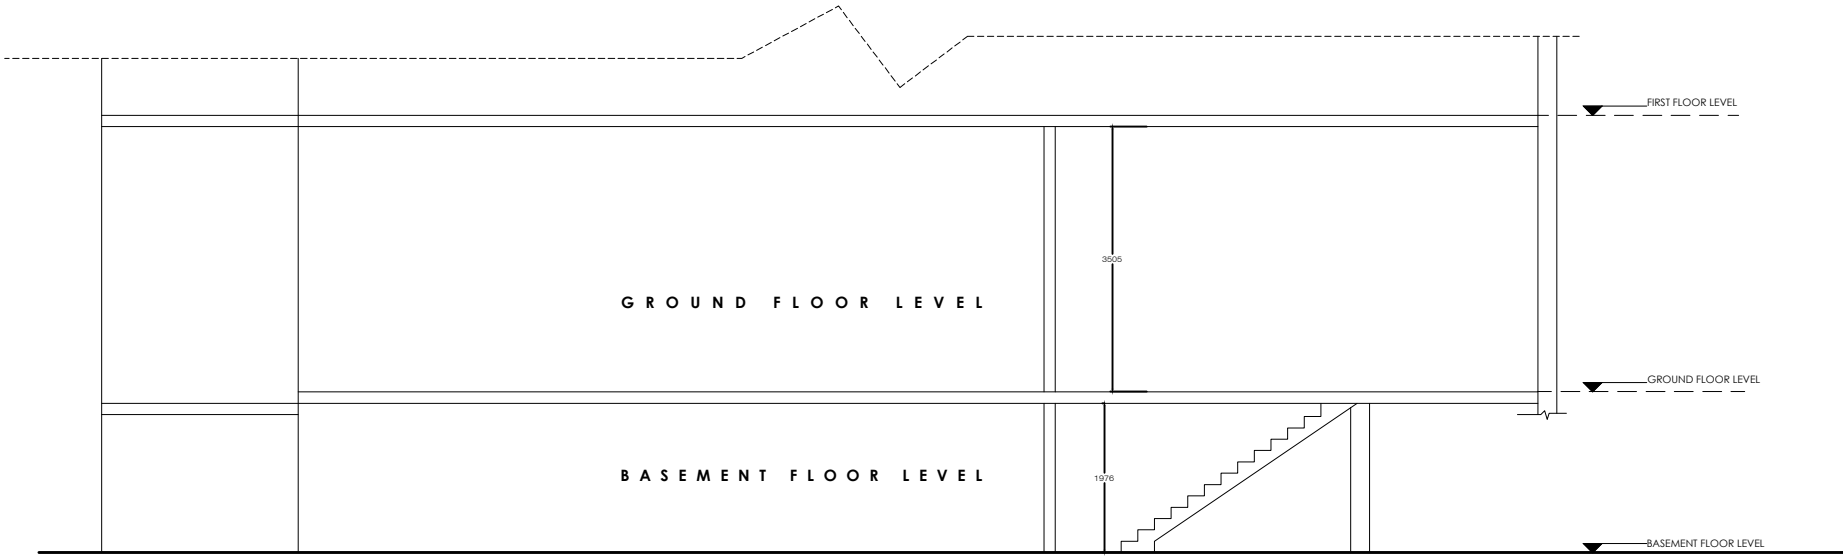 FIRST FLOOR LEVEL
3505
GROUND FLOOR LEVEL
GROUND FLOOR LEVEL
BASEMENT FLOOR LEVEL
1976
BASEMENT FLOOR LEVEL